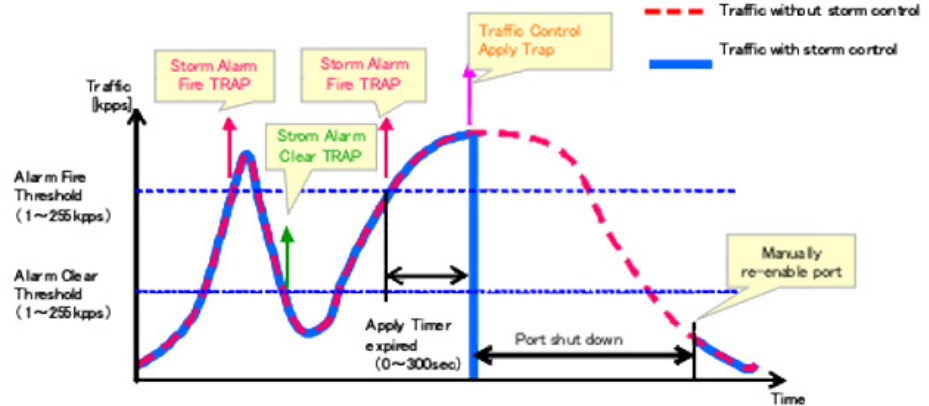 Traffic without storm control
Traffic with storm control
Traffic Control
Apply Trap
Storm Alarm
Fire TRAP
Storm Alarm
Fire TRAP
Strom Alarm
Clear TRAP
Traffic
[kpps]
Alarm Fire
Threshold
(1～255kpps)
Alarm Clear
Threshold
(1～255kpps)
Manually
re-enable port
Apply Timer
expired
(0～300sec)
Port shut down
Time